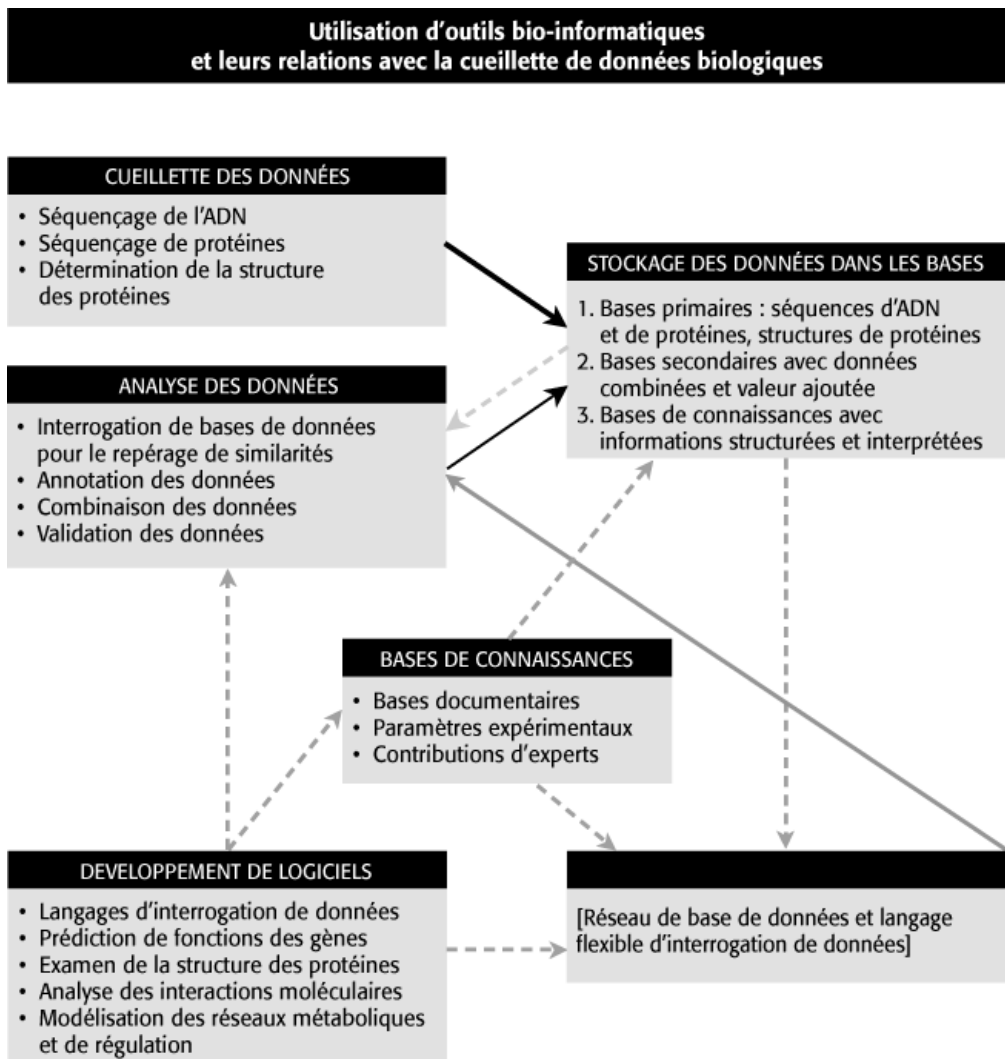 Utilisation d'outils bio-informatiques
et leurs relations avec la cueillette de données biologiques
CUEILLETTE DES DONNÉES
• Séquençage de l'ADN
• Séquençage de protéines
• Détermination de la structure
des protéines
STOCKAGE DES DONNÉES DANS LES BASES
1. Bases primaires : séquences d'ADN
et de protéines, structures de protéines
2. Bases secondaires avec données
combinées et valeur ajoutée
3. Bases de connaissances avec
informations structurées et interprétées
ANALYSE DES DONNÉES
• Interrogation de bases de données
pour le repérage de similarités
• Annotation des données
• Combinaison des données
• Validation des données
BASES DE CONNAISSANCES
• Bases documentaires
• Paramètres expérimentaux
• Contributions d'experts
DEVELOPPEMENT DE LOGICIELS
• Langages d'interrogation de données
• Prédiction de fonctions des gènes
• Examen de la structure des protéines
• Analyse des interactions moléculaires
• Modélisation des réseaux métaboliques
et de régulation
[Réseau de base de données et langage
flexible d'interrogation de données]